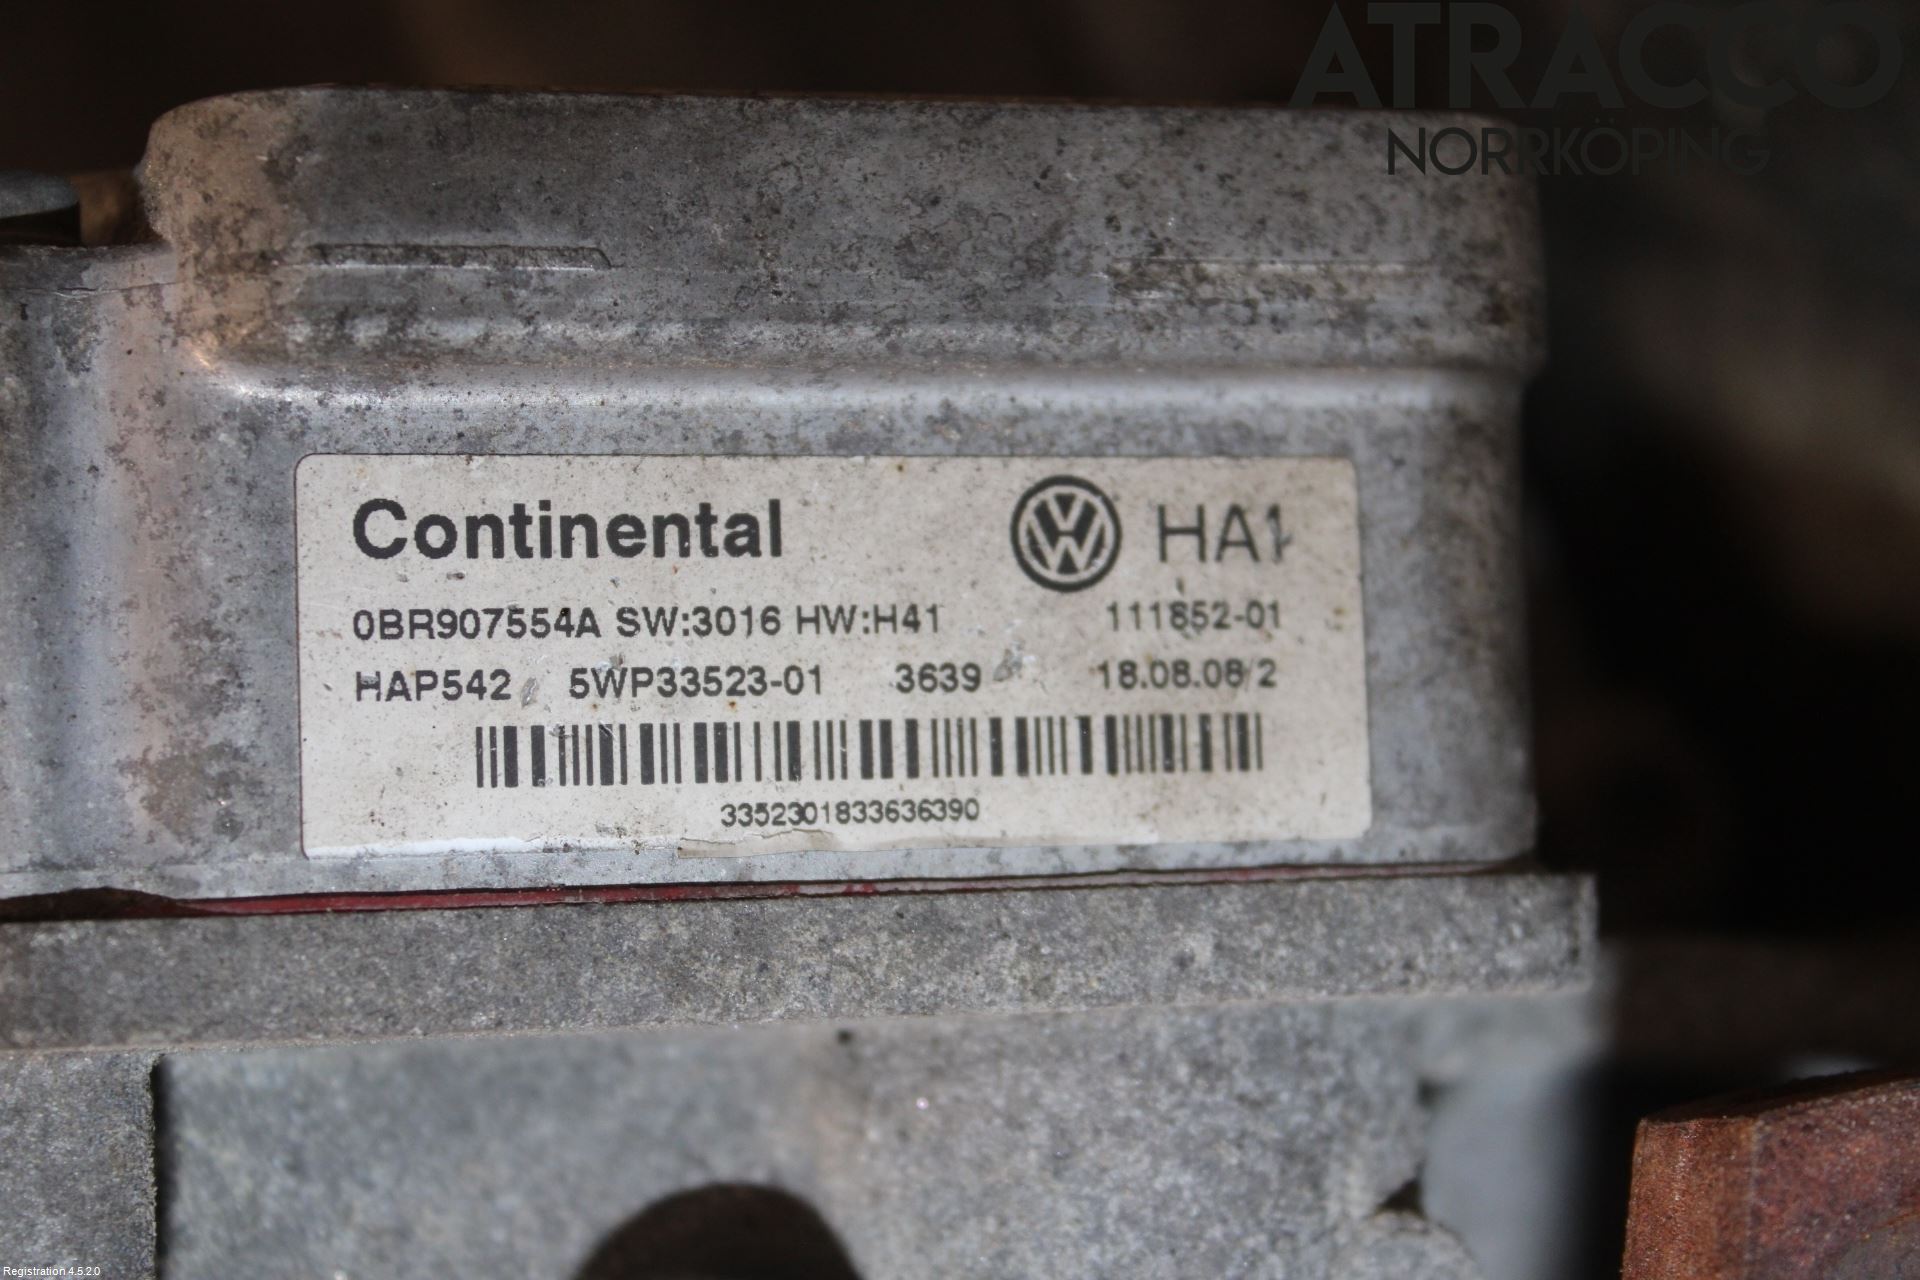 ATRACCO
NORRKÖPING
Continental HA1
0BR907554A SW:3016 HW:H41 111852-01
HAP542 5WP33523-01 3639 18.08.08/2
3352301833636390
Registration 4.5.2.0